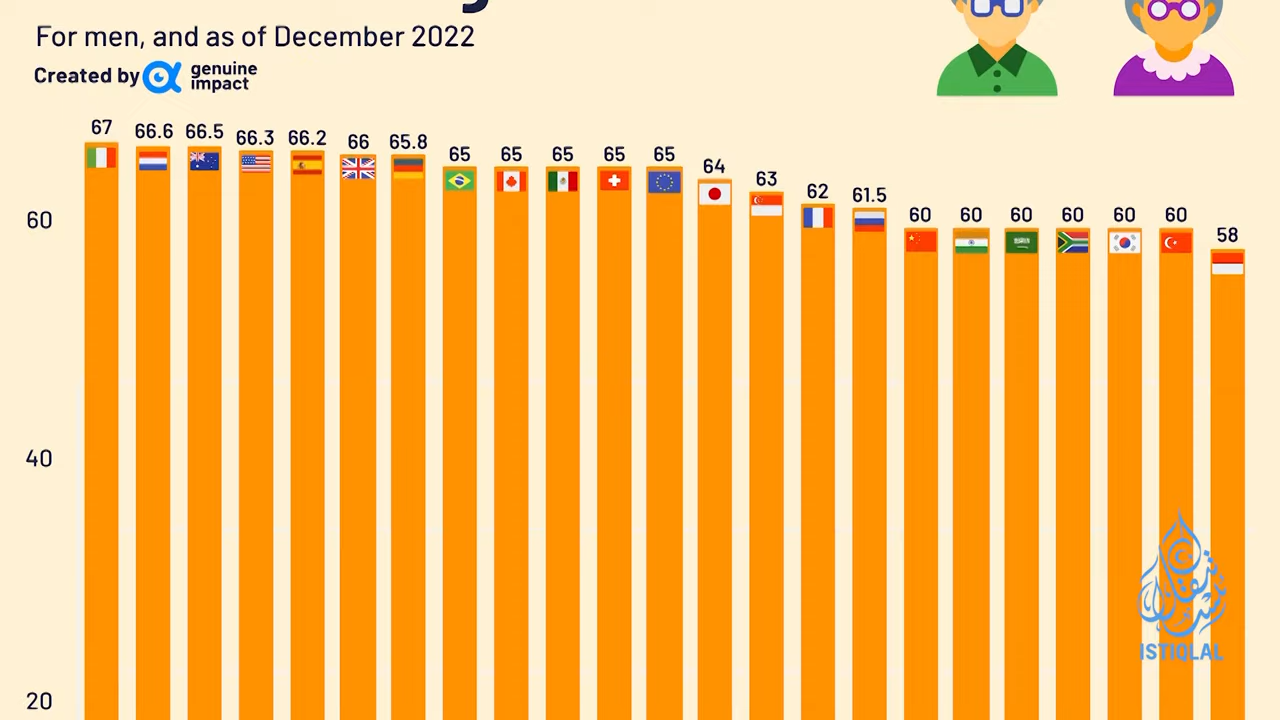 For men, and as of December 2022
Created by genuine
impact
67 66.6 66.5 66.3 66.2 66 65.8 65 65 65 65 65 64 63 62 61.5 60 60 60 60 60 60 58
60
40
20
ISTIQLAL